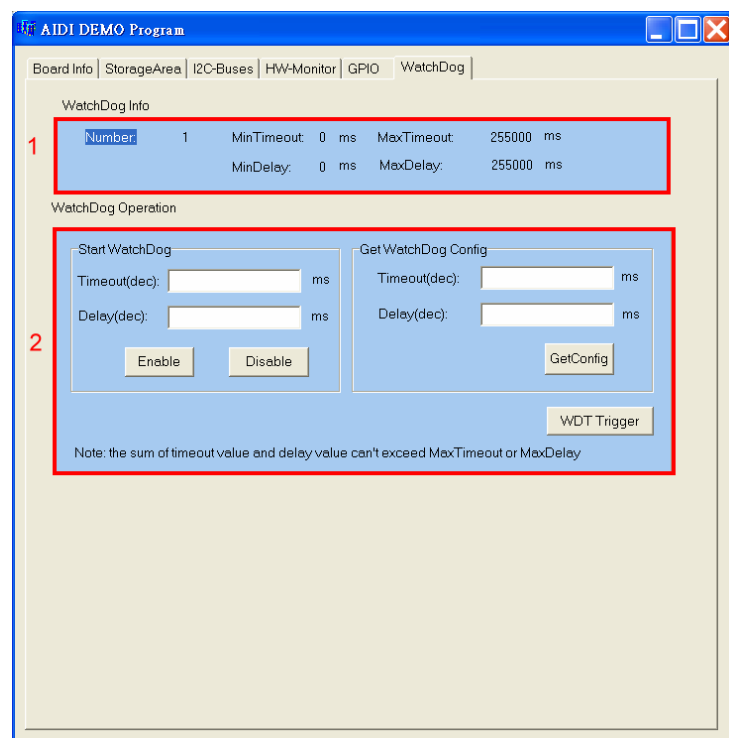 AIDI DEMO Program
Board Info StorageArea I2C-Buses HW-Monitor GPIO WatchDog
WatchDog Info
1
Number: 1 MinTimeout: 0 ms MaxTimeout: 255000 ms
MinDelay: 0 ms MaxDelay: 255000 ms
WatchDog Operation
2
Start WatchDog
Timeout(dec): ms
Delay(dec): ms
Enable Disable
Get WatchDog Config
Timeout(dec): ms
Delay(dec): ms
GetConfig
WDT Trigger
Note: the sum of timeout value and delay value can't exceed MaxTimeout or MaxDelay